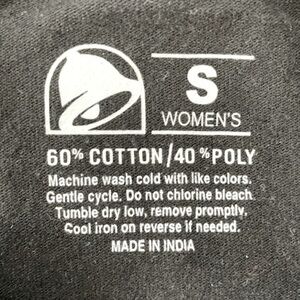 S
WOMEN'S
60% COTTON/40 %POLY
Machine wash cold with like colors.
Gentle cycle. Do not chlorine bleach.
Tumble dry low, remove promptly.
Cool iron on reverse if needed.
MADE IN INDIA